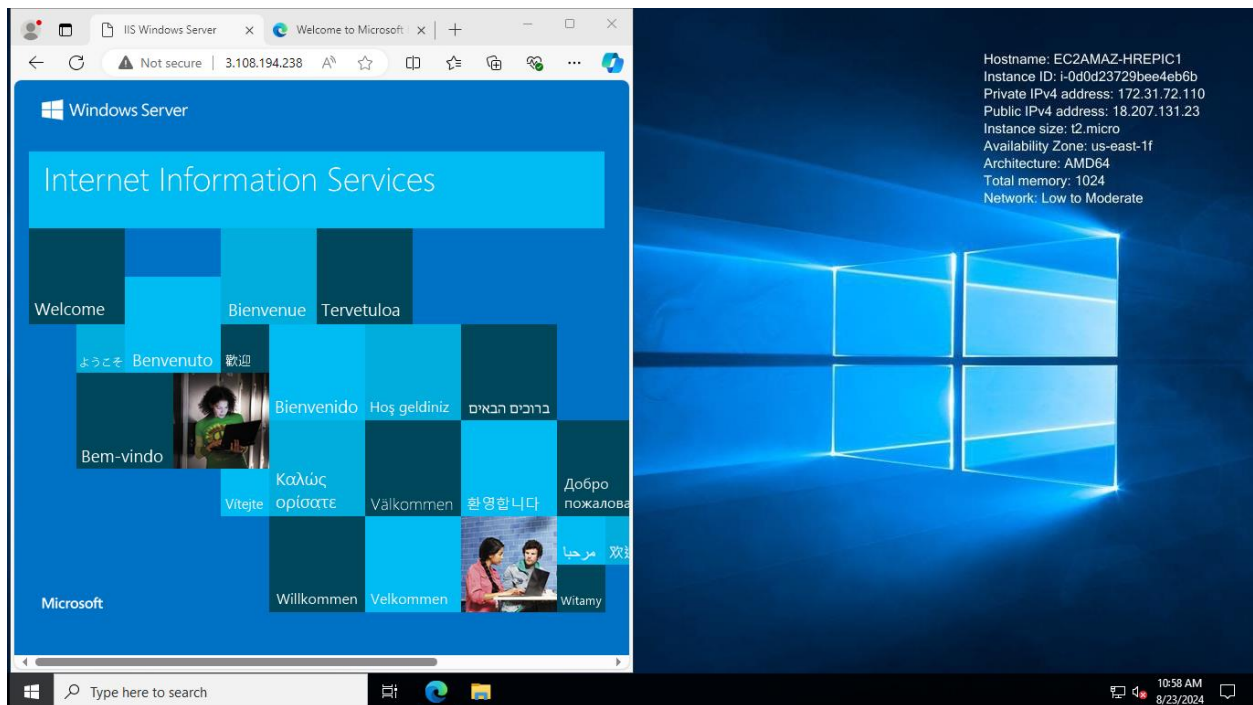 IIS Windows Server
Welcome to Microsoft
Not secure
3.108.194.238
Windows Server
Internet Information Services
Welcome
Bienvenue
Tervetuloa
ようこそ
Benvenuto
歡迎
Bienvenido
Hoş geldiniz
ברוכים הבאים
Bem-vindo
Vítejte
Καλώς
ορίσατε
Välkommen
환영합니다
Добро
пожалова
مرحبا
Willkommen
Velkommen
Witamy
Microsoft
Hostname: EC2AMAZ-HREPIC1
Instance ID: i-0d0d23729bee4eb6b
Private IPv4 address: 172.31.72.110
Public IPv4 address: 18.207.131.23
Instance size: t2.micro
Availability Zone: us-east-1f
Architecture: AMD64
Total memory: 1024
Network: Low to Moderate
Type here to search
10:58 AM
8/23/2024